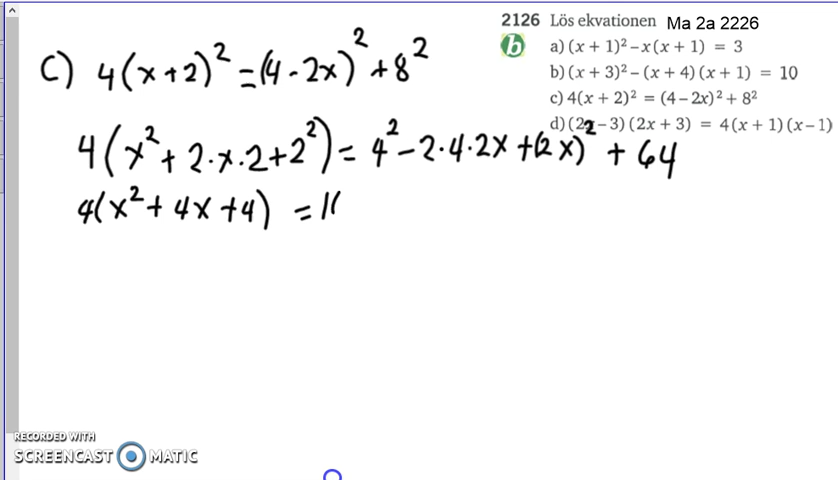 2126 Lös ekvationen Ma 2a 2226
b a) (x + 1)² – x(x + 1) = 3
b) (x + 3)² – (x + 4)(x + 1) = 10
c) 4(x + 2)² = (4 – 2x)² + 8²
d) (2 – 3)(2x + 3) = 4(x + 1)(x – 1)
C) 4(x+2)² = (4-2x)² + 8²
4(x² + 2·x·2 + 2²) = 4² - 2·4·2x + (2x)² + 64
4(x² + 4x + 4) = 1(
RECORDED WITH
SCREENCAST MATIC